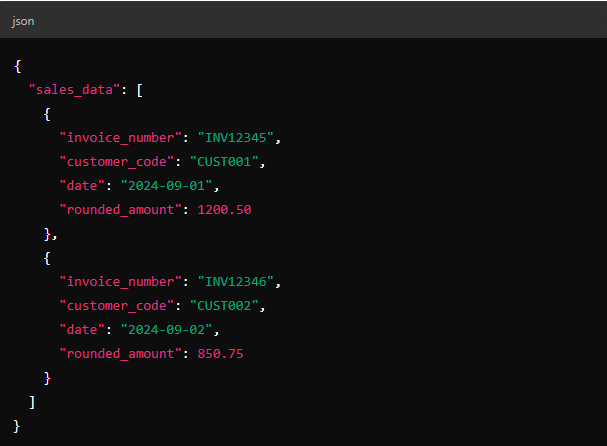 json
{
  "sales_data": [
    {
      "invoice_number": "INV12345",
      "customer_code": "CUST001",
      "date": "2024-09-01",
      "rounded_amount": 1200.50
    },
    {
      "invoice_number": "INV12346",
      "customer_code": "CUST002",
      "date": "2024-09-02",
      "rounded_amount": 850.75
    }
  ]
}